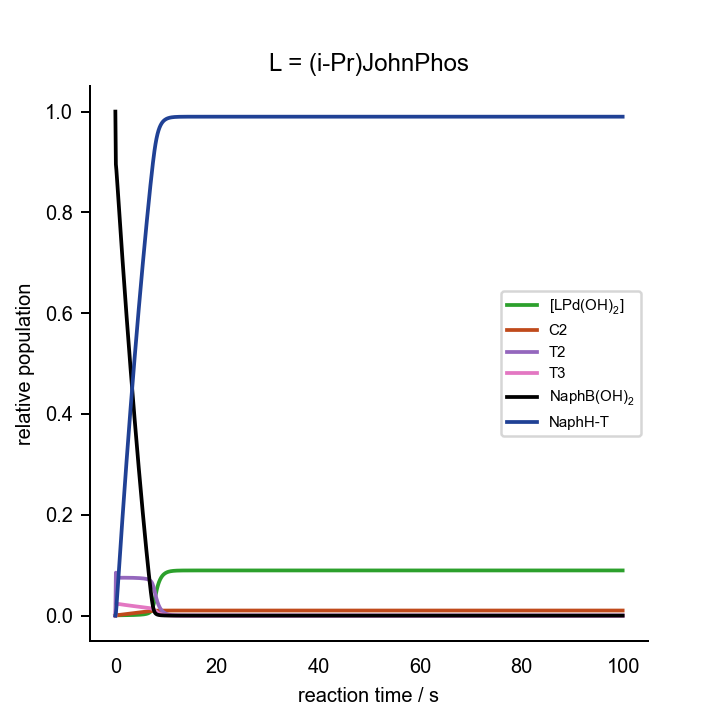 L = (i-Pr)JohnPhos
1.0
0.8
0.6
0.4
0.2
0.0
relative population
[LPd(OH)₂]
C2
T2
T3
NaphB(OH)₂
NaphH-T
0 20 40 60 80 100
reaction time / s